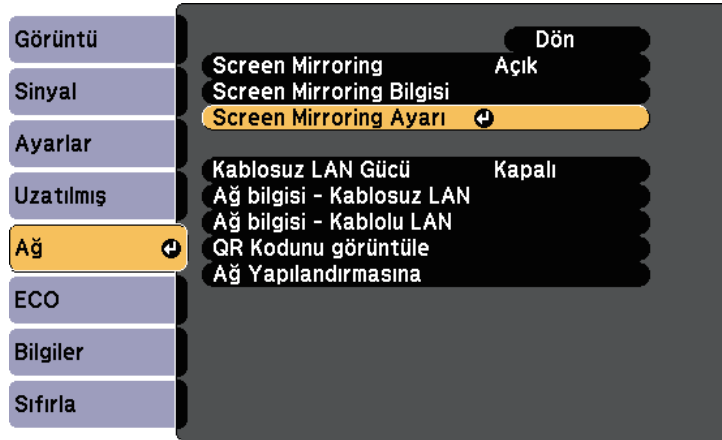 Görüntü
Sinyal
Ayarlar
Uzatılmış
Ağ
ECO
Bilgiler
Sıfırla
Dön
Screen Mirroring Açık
Screen Mirroring Bilgisi
Screen Mirroring Ayarı
Kablosuz LAN Gücü Kapalı
Ağ bilgisi - Kablosuz LAN
Ağ bilgisi - Kablolu LAN
QR Kodunu görüntüle
Ağ Yapılandırmasına